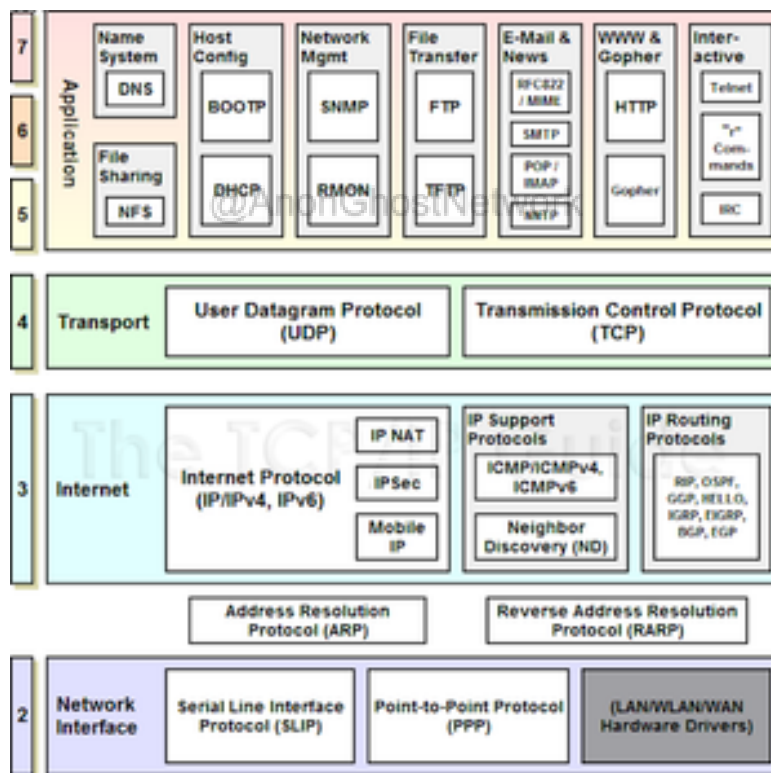 7
6
5
Application
Name
System
DNS
File
Sharing
NFS
Host
Config
BOOTP
DHCP
Network
Mgmt
SNMP
RMON
File
Transfer
FTP
TFTP
E-Mail &
News
RFC822
/ MIME
SMTP
POP /
IMAP
NNTP
WWW &
Gopher
HTTP
Gopher
Inter-
active
Telnet
"r"
Com-
mands
IRC
@AnonGhostNetwork
4
Transport
User Datagram Protocol
(UDP)
Transmission Control Protocol
(TCP)
The TCP/IP Guide
3
Internet
Internet Protocol
(IP/IPv4, IPv6)
IP NAT
IPSec
Mobile
IP
IP Support
Protocols
ICMP/ICMPv4,
ICMPv6
Neighbor
Discovery (ND)
IP Routing
Protocols
RIP, OSPF,
GGP, HELLO,
IGRP, EIGRP,
BGP, EGP
Address Resolution
Protocol (ARP)
Reverse Address Resolution
Protocol (RARP)
2
Network
Interface
Serial Line Interface
Protocol (SLIP)
Point-to-Point Protocol
(PPP)
(LAN/WLAN/WAN
Hardware Drivers)